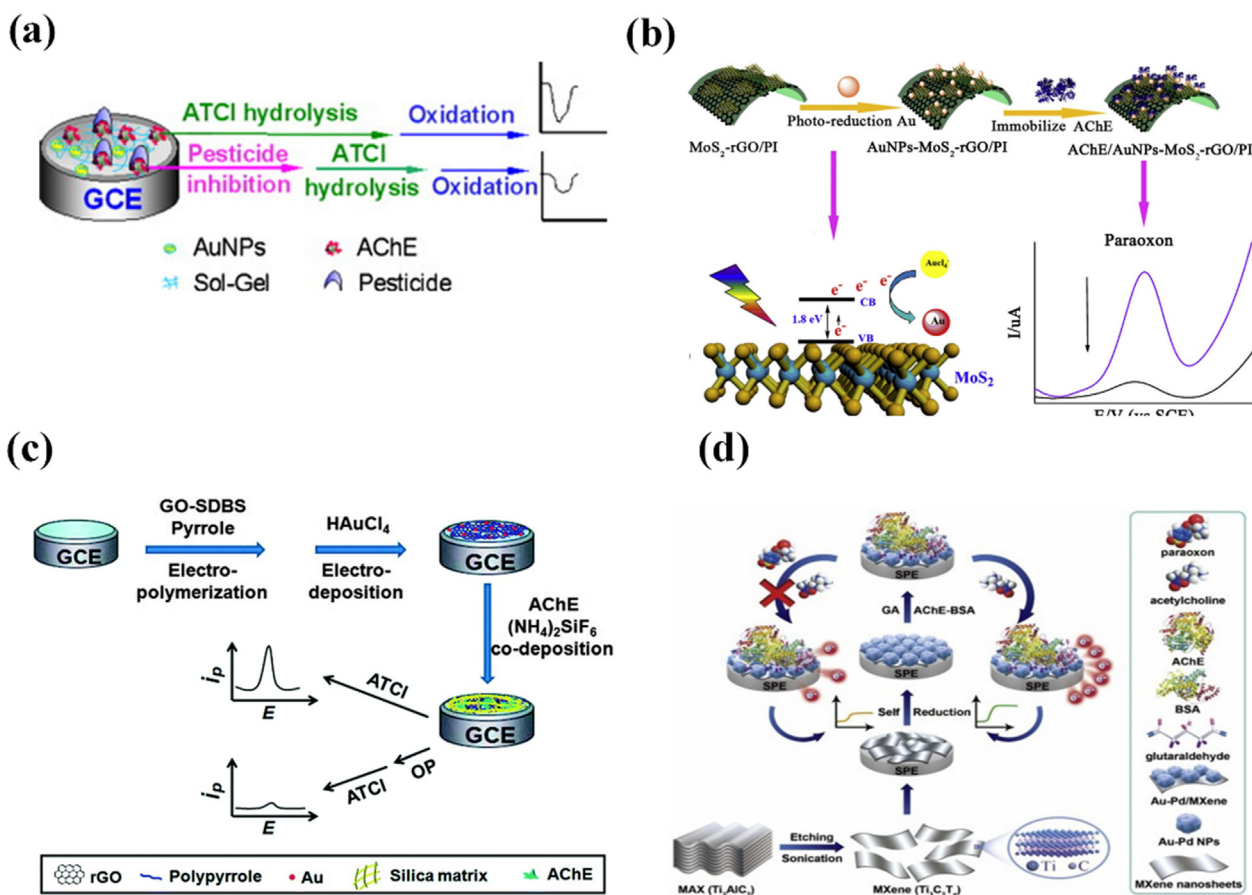 (a)
ATCl hydrolysis
Oxidation
Pesticide
inhibition
ATCl
hydrolysis
Oxidation
GCE
AuNPs
AChE
Sol-Gel
Pesticide
(b)
Photo-reduction Au
Immobilize AChE
MoS2-rGO/PI
AuNPs-MoS2-rGO/PI
AChE/AuNPs-MoS2-rGO/PI
e-
e-
e-
AuCl4-
CB
1.8 eV
e-
Au
VB
MoS2
Paraoxon
I/uA
E/V (vs SCE)
(c)
GCE
GO-SDBS
Pyrrole
Electro-
polymerization
HAuCl4
Electro-
deposition
GCE
AChE
(NH4)2SiF6
co-deposition
ip
E
ATCl
GCE
OP
ATCl
ip
E
rGO
Polypyrrole
Au
Silica matrix
AChE
(d)
SPE
GA
AChE-BSA
SPE
SPE
SPE
Self
Reduction
SPE
Etching
Sonication
MAX (Ti3AlC2)
MXene (Ti3C2Tx)
Ti
C
paraoxon
acetylcholine
AChE
BSA
glutaraldehyde
Au-Pd/MXene
Au-Pd NPs
MXene nanosheets